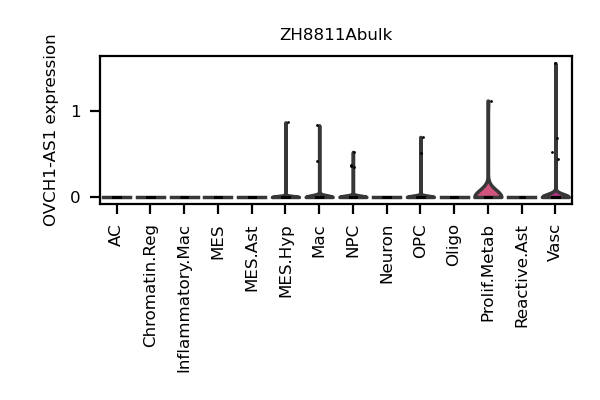 ZH8811Abulk
OVCH1-AS1 expression
1
0
AC
Chromatin.Reg
Inflammatory.Mac
MES
MES.Ast
MES.Hyp
Mac
NPC
Neuron
OPC
Oligo
Prolif.Metab
Reactive.Ast
Vasc